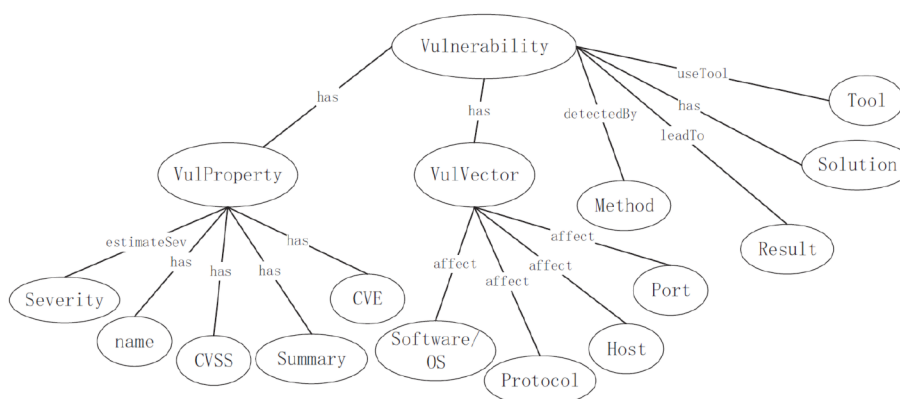 Vulnerability
useTool
has
has
has
Tool
detectedBy
leadTo
VulProperty
VulVector
Solution
Method
estimateSev
has
has
has
has
affect
affect
affect
affect
Result
Severity
name
CVSS
Summary
CVE
Software/
OS
Protocol
Host
Port